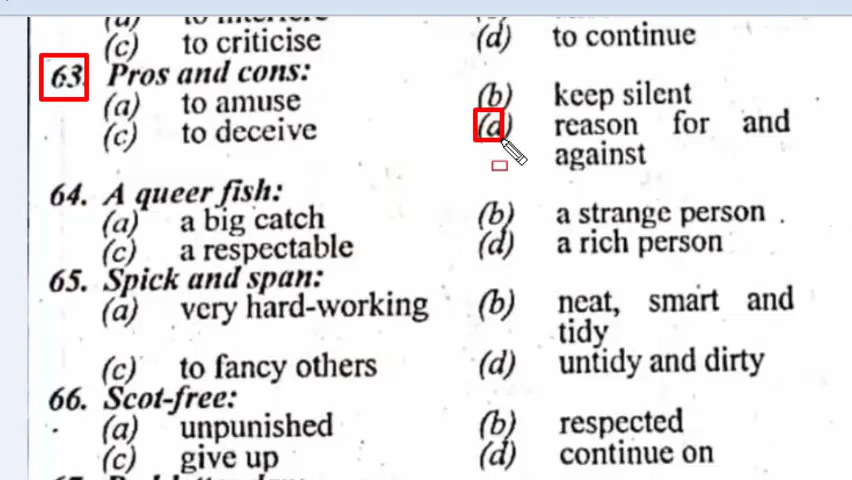 (c) to criticise (d) to continue
63. Pros and cons:
(a) to amuse (b) keep silent
(c) to deceive (d) reason for and
against
64. A queer fish:
(a) a big catch (b) a strange person
(c) a respectable (d) a rich person
65. Spick and span:
(a) very hard-working (b) neat, smart and
tidy
(c) to fancy others (d) untidy and dirty
66. Scot-free:
(a) unpunished (b) respected
(c) give up (d) continue on